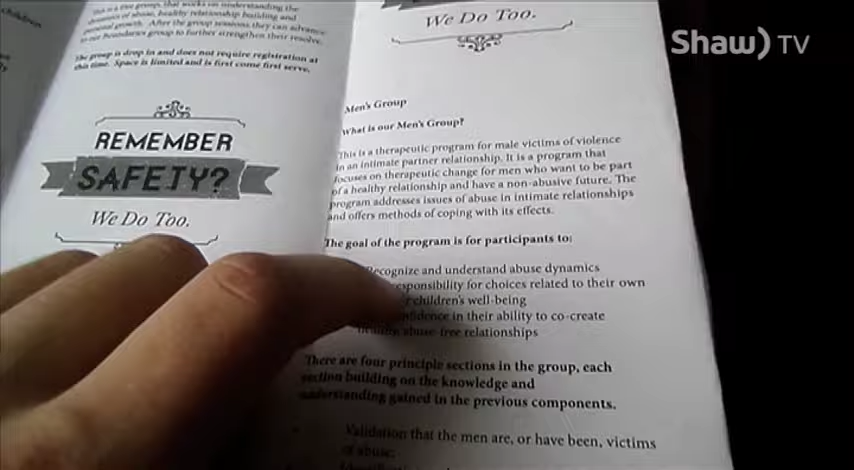 children
This is a free group, that works on understanding the
dynamics of abuse, healthy relationship building and
personal growth. After the group sessions they can advance
to our Boundaries group to further strengthen their resolve.
The group is drop in and does not require registration at
this time. Space is limited and is first come first serve.
REMEMBER
SAFETY?
We Do Too.
We Do Too.
Men's Group
What is our Men's Group?
This is a therapeutic program for male victims of violence
in an intimate partner relationship. It is a program that
focuses on therapeutic change for men who want to be part
of a healthy relationship and have a non-abusive future. The
program addresses issues of abuse in intimate relationships
and offers methods of coping with its effects.
The goal of the program is for participants to:
Recognize and understand abuse dynamics
responsibility for choices related to their own
children's well-being
confidence in their ability to co-create
healthy abuse-free relationships
There are four principle sections in the group, each
section building on the knowledge and
understanding gained in the previous components.
Validation that the men are, or have been, victims
of abuse;
Shaw) TV